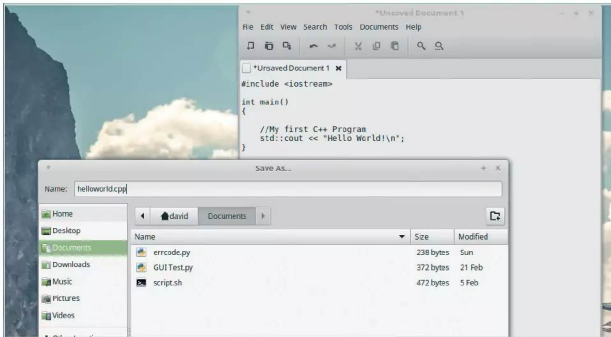 *Unsaved Document 1
File Edit View Search Tools Documents Help
*Unsaved Document 1
#include <iostream>
int main()
{
//My first C++ Program
std::cout << "Hello World!\n";
}
Save As...
Name: helloworld.cpp
Home
Desktop
Documents
Downloads
Music
Pictures
Videos
david Documents
Name Size Modified
errcode.py 238 bytes Sun
GUI Test.py 372 bytes 21 Feb
script.sh 472 bytes 5 Feb